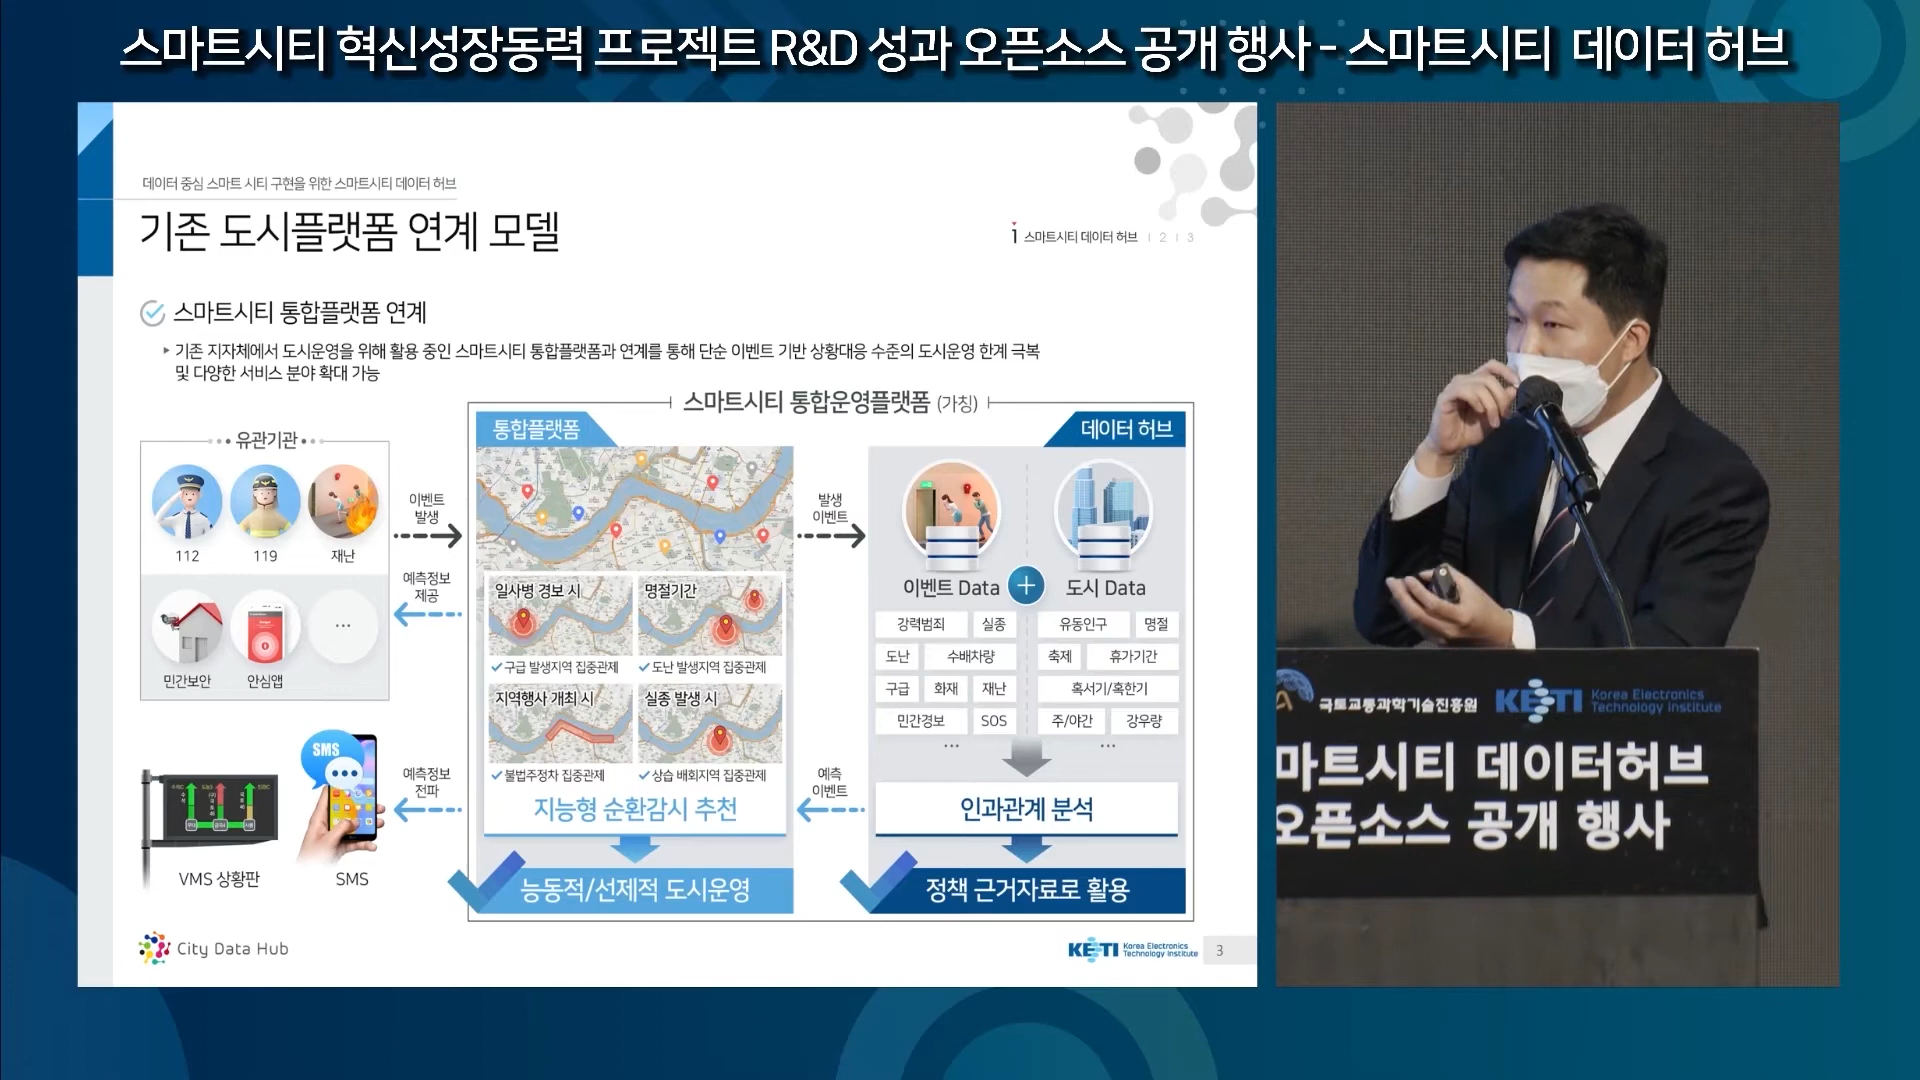 스마트시티 혁신성장동력 프로젝트 R&D 성과 오픈소스 공개 행사 - 스마트시티 데이터 허브
데이터 중심 스마트 시티 구현을 위한 스마트시티 데이터 허브
기존 도시플랫폼 연계 모델
1 스마트시티 데이터 허브 | 2 | 3
스마트시티 통합플랫폼 연계
기존 지자체에서 도시운영을 위해 활용 중인 스마트시티 통합플랫폼과 연계를 통해 단순 이벤트 기반 상황대응 수준의 도시운영 한계 극복
및 다양한 서비스 분야 확대 가능
스마트시티 통합운영플랫폼 (가칭)
유관기관
112
119
재난
민간보안
안심앱
...
이벤트
발생
예측정보
제공
통합플랫폼
일사병 경보 시
✓구급 발생지역 집중관제
명절기간
✓도난 발생지역 집중관제
지역행사 개최 시
✓불법주정차 집중관제
실종 발생 시
✓상습 배회지역 집중관제
지능형 순환감시 추천
능동적/선제적 도시운영
발생
이벤트
예측
이벤트
데이터 허브
이벤트 Data + 도시 Data
강력범죄 실종
도난 수배차량
구급 화재 재난
민간경보 SOS
...
유동인구 명절
축제 휴가기간
혹서기/혹한기
주/야간 강우량
...
인과관계 분석
정책 근거자료로 활용
예측정보
전파
VMS 상황판
SMS
SMS
City Data Hub
KETI Korea Electronics
Technology Institute
3
국토교통과학기술진흥원
KETI Korea Electronics
Technology Institute
마트시티 데이터허브
오픈소스 공개 행사